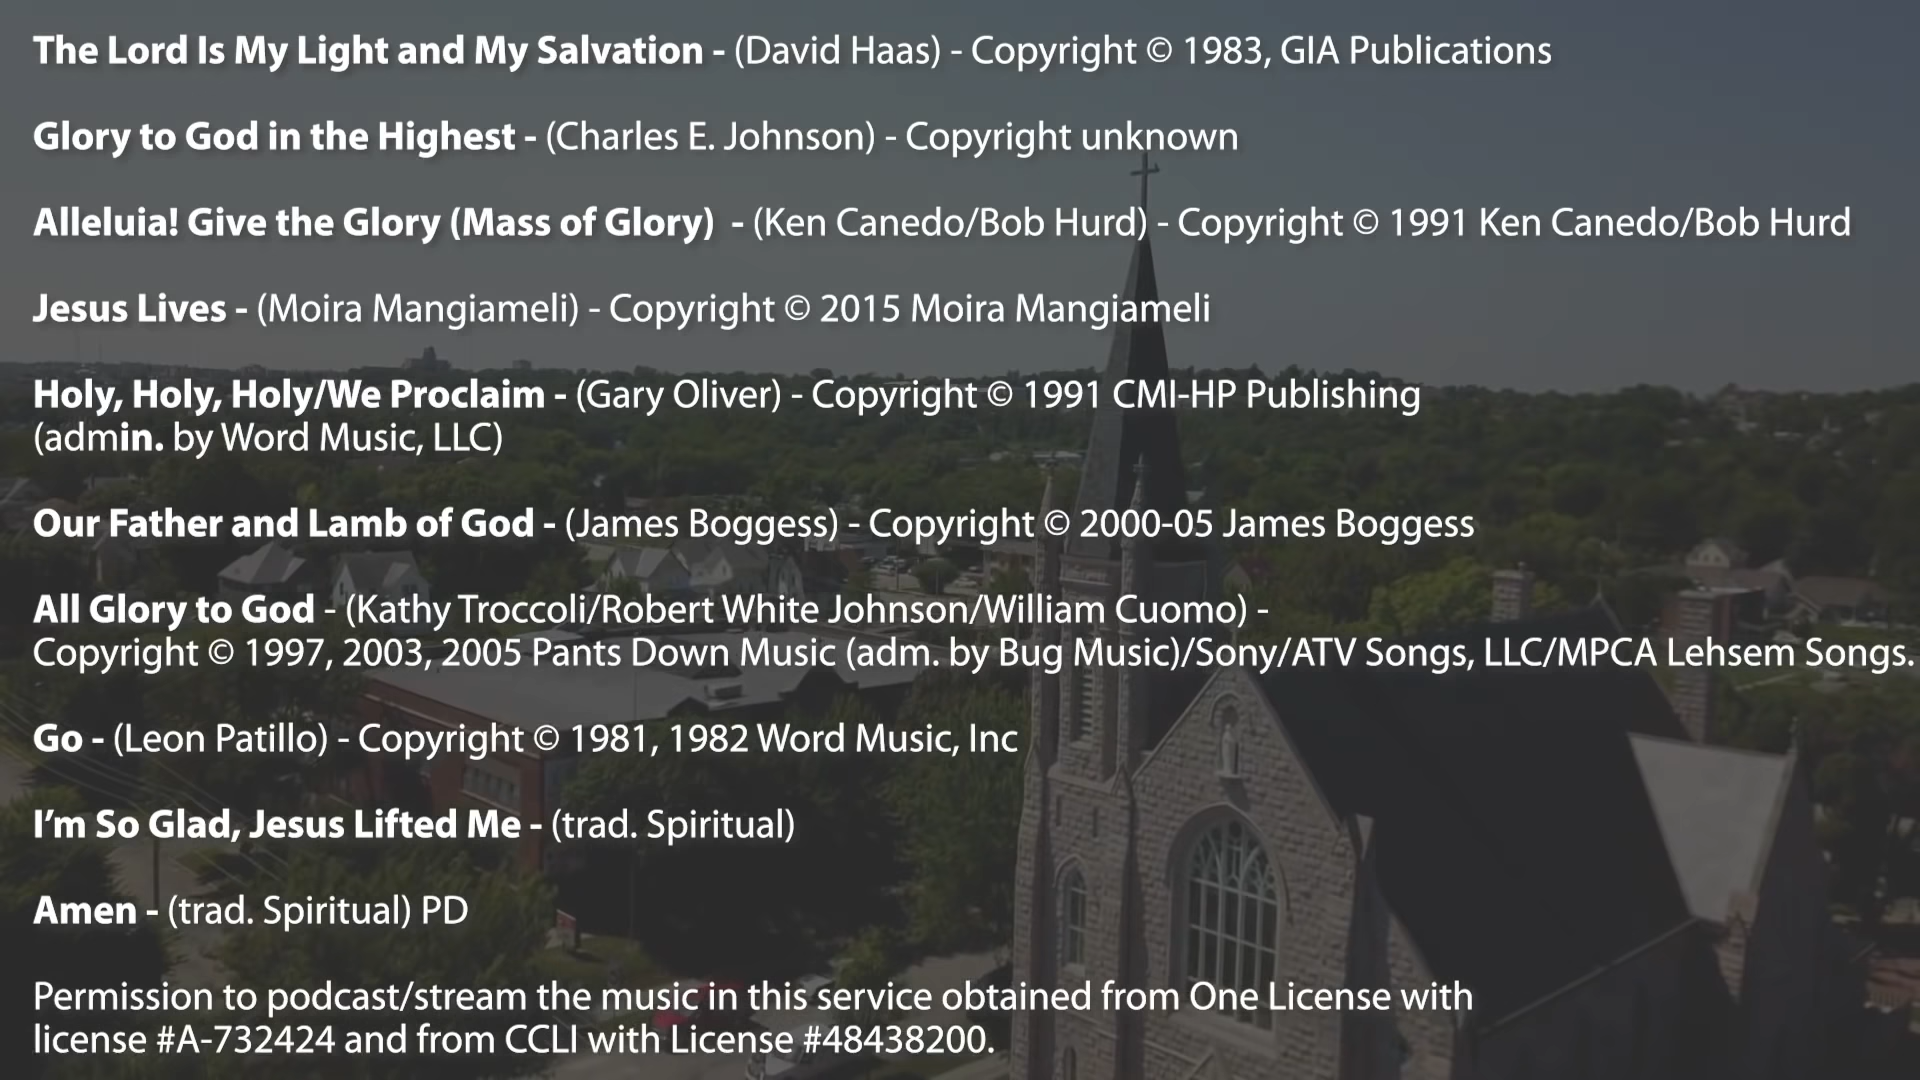 The Lord Is My Light and My Salvation - (David Haas) - Copyright © 1983, GIA Publications
Glory to God in the Highest - (Charles E. Johnson) - Copyright unknown
Alleluia! Give the Glory (Mass of Glory)  - (Ken Canedo/Bob Hurd) - Copyright © 1991 Ken Canedo/Bob Hurd
Jesus Lives - (Moira Mangiameli) - Copyright © 2015 Moira Mangiameli
Holy, Holy, Holy/We Proclaim - (Gary Oliver) - Copyright © 1991 CMI-HP Publishing
(admin. by Word Music, LLC)
Our Father and Lamb of God - (James Boggess) - Copyright © 2000-05 James Boggess
All Glory to God - (Kathy Troccoli/Robert White Johnson/William Cuomo) -
Copyright © 1997, 2003, 2005 Pants Down Music (adm. by Bug Music)/Sony/ATV Songs, LLC/MPCA Lehsem Songs.
Go - (Leon Patillo) - Copyright © 1981, 1982 Word Music, Inc
I’m So Glad, Jesus Lifted Me - (trad. Spiritual)
Amen - (trad. Spiritual) PD
Permission to podcast/stream the music in this service obtained from One License with
license #A-732424 and from CCLI with License #48438200.